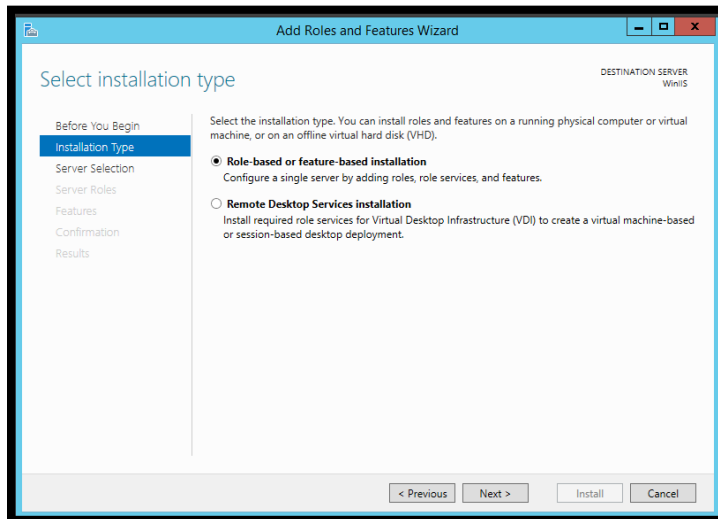 Add Roles and Features Wizard
Select installation type
DESTINATION SERVER
WinIIS
Before You Begin
Installation Type
Server Selection
Server Roles
Features
Confirmation
Results
Select the installation type. You can install roles and features on a running physical computer or virtual
machine, or on an offline virtual hard disk (VHD).
Role-based or feature-based installation
Configure a single server by adding roles, role services, and features.
Remote Desktop Services installation
Install required role services for Virtual Desktop Infrastructure (VDI) to create a virtual machine-based
or session-based desktop deployment.
< Previous
Next >
Install
Cancel